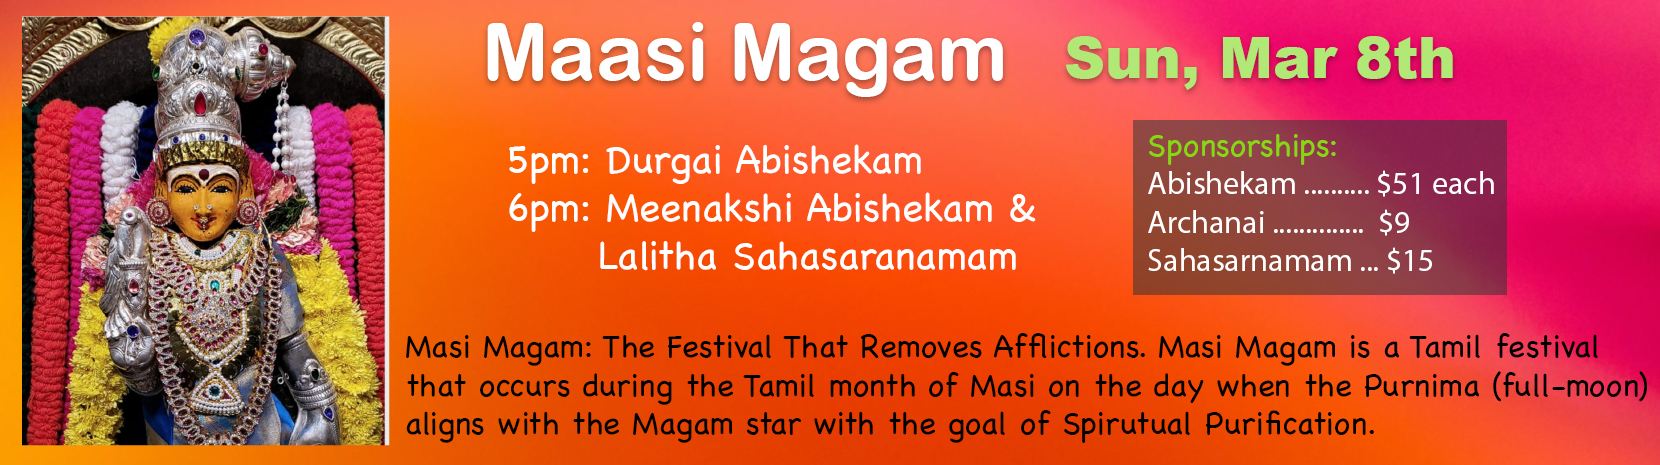 Maasi Magam Sun, Mar 8th
5pm: Durgai Abishekam
6pm: Meenakshi Abishekam &
Lalitha Sahasaranamam
Sponsorships:
Abishekam .......... $51 each
Archanai .............. $9
Sahasarnamam ... $15
Masi Magam: The Festival That Removes Afflictions. Masi Magam is a Tamil festival
that occurs during the Tamil month of Masi on the day when the Purnima (full-moon)
aligns with the Magam star with the goal of Spirutual Purification.